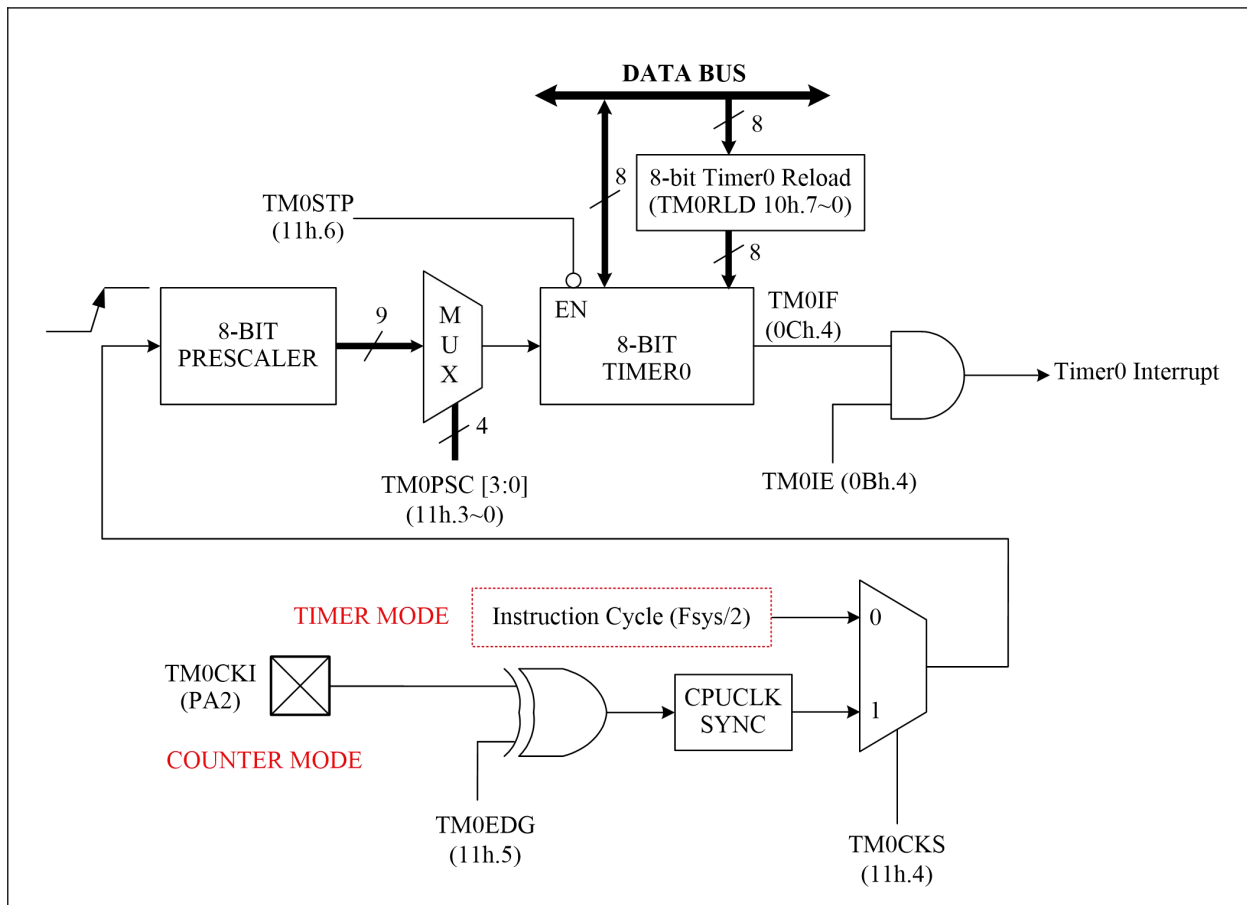 DATA BUS
8
8-bit Timer0 Reload
(TM0RLD 10h.7~0)
8
8
TM0STP
(11h.6)
8-BIT
PRESCALER
9
M
U
X
4
TM0PSC [3:0]
(11h.3~0)
EN
8-BIT
TIMER0
TM0IF
(0Ch.4)
Timer0 Interrupt
TM0IE (0Bh.4)
TIMER MODE
Instruction Cycle (Fsys/2)
0
TM0CKI
(PA2)
CPUCLK
SYNC
1
COUNTER MODE
TM0EDG
(11h.5)
TM0CKS
(11h.4)